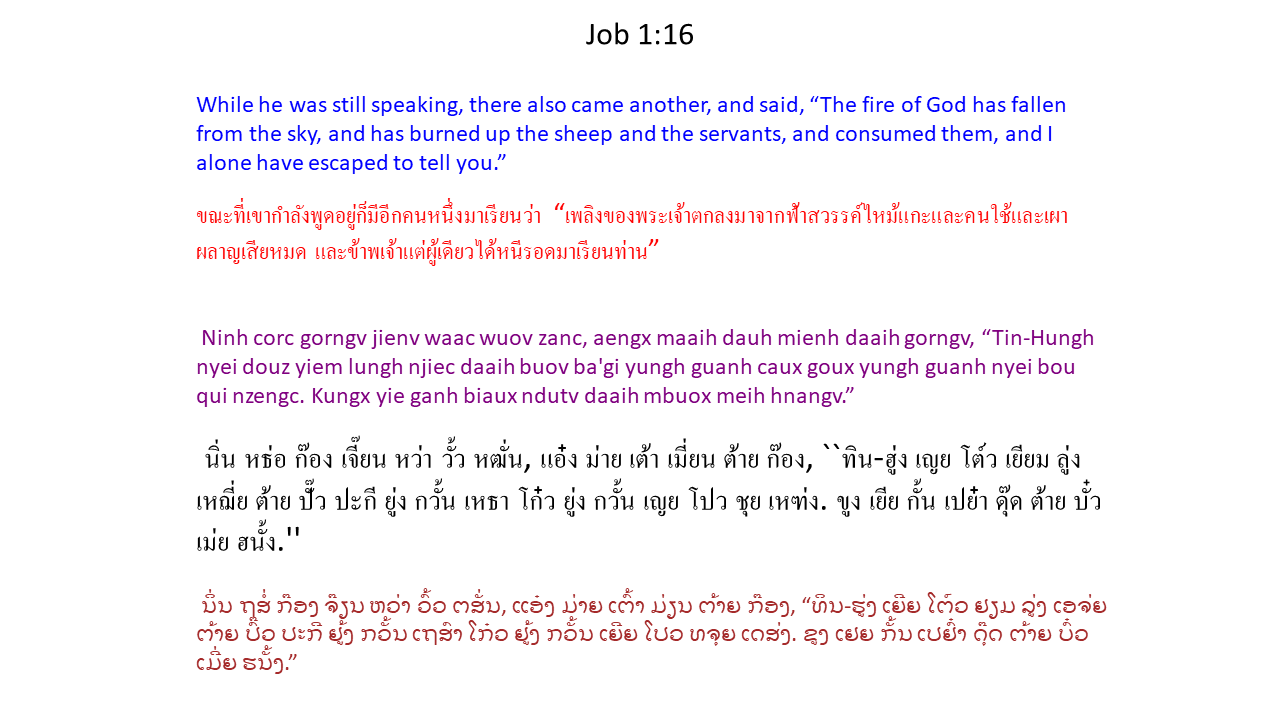 Job 1:16
While he was still speaking, there also came another, and said, “The fire of God has fallen
from the sky, and has burned up the sheep and the servants, and consumed them, and I
alone have escaped to tell you.”
ขณะที่เขากำลังพูดอยู่ก็มีอีกคนหนึ่งมาเรียนว่า “เพลิงของพระเจ้าตกลงมาจากฟ้าสวรรค์ไหม้แกะและคนใช้และเผา
ผลาญเสียหมด และข้าพเจ้าแต่ผู้เดียวได้หนีรอดมาเรียนท่าน”
Ninh corc gorngv jienv waac wuov zanc, aengx maaih dauh mienh daaih gorngv, “Tin-Hungh
nyei douz yiem lungh njiec daaih buov ba'gi yungh guanh caux goux yungh guanh nyei bou
qui nzengc. Kungx yie ganh biaux ndutv daaih mbuox meih hnangv.”
นิ่น หธ่อ ก๊อง เจี๊ยน หว่า วั้ว หฒั่น, แอ๋ง ม่าย เต้า เมี่ยน ต้าย ก๊อง, ``ทิน-ฮู่ง เญย โต์ว เยียม ลู่ง
เหฌี่ย ต้าย ปั๊ว ปะกี ยู่ง กวั้น เหธา โก๋ว ยู่ง กวั้น เญย โปว ชุย เหฑ่ง. ขูง เยีย กั้น เปย๋า ดุ๊ด ต้าย บั๋ว
เม่ย ฮนั้ง.''
ນິ່ນ ຖສໍ່ ກ໊ອງ ຈ໊ຽນ ຫວ່າ ວົ້ວ ຕສັ່ນ, ແອ໋ງ ມ່າຍ ເຕົ້າ ມ່ຽນ ຕ້າຍ ກ໊ອງ, “ທິນ-ຮູ່ງ ເຍີຍ ໂຕ໌ວ ຢຽມ ລູ່ງ ເອຈ່ຍ
ຕ້າຍ ປົ໊ວ ປະກີ ຢູ້ງ ກວັ້ນ ເຖສົາ ໂກ໋ວ ຢູ້ງ ກວັ້ນ ເຍີຍ ໂປວ ທຈຸຍ ເດສ່ງ. ຊູງ ເຢຍ ກັ້ນ ເປຢົ໋າ ດຸ໊ດ ຕ້າຍ ບົ໋ວ
ເມີ່ຍ ຮນັ້ງ.”